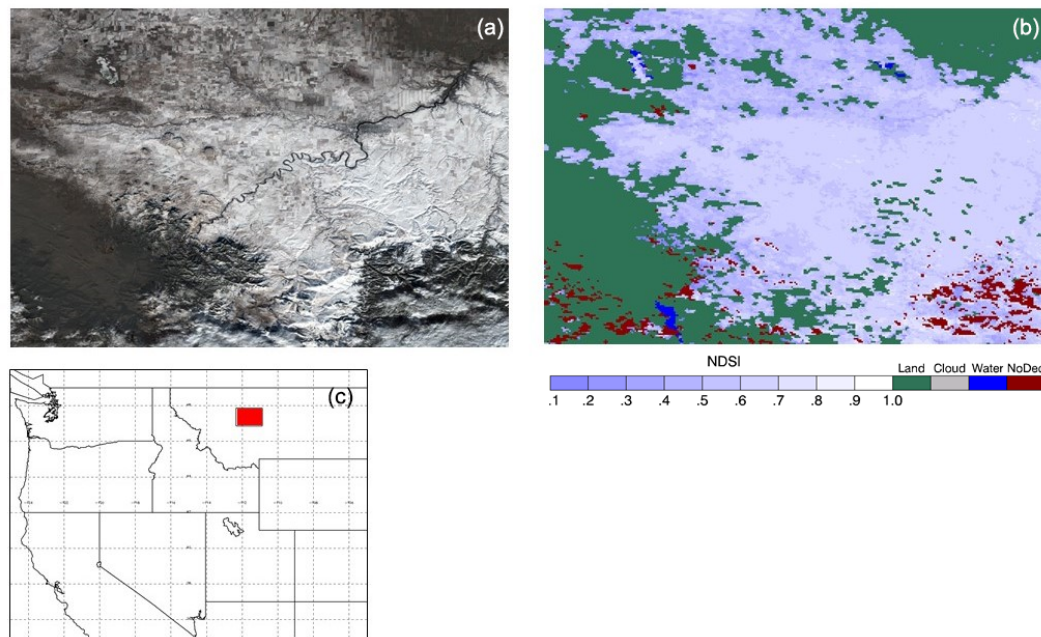 (a)
(b)
NDSI
Land Cloud Water NoDec
.1 .2 .3 .4 .5 .6 .7 .8 .9 1.0
(c)